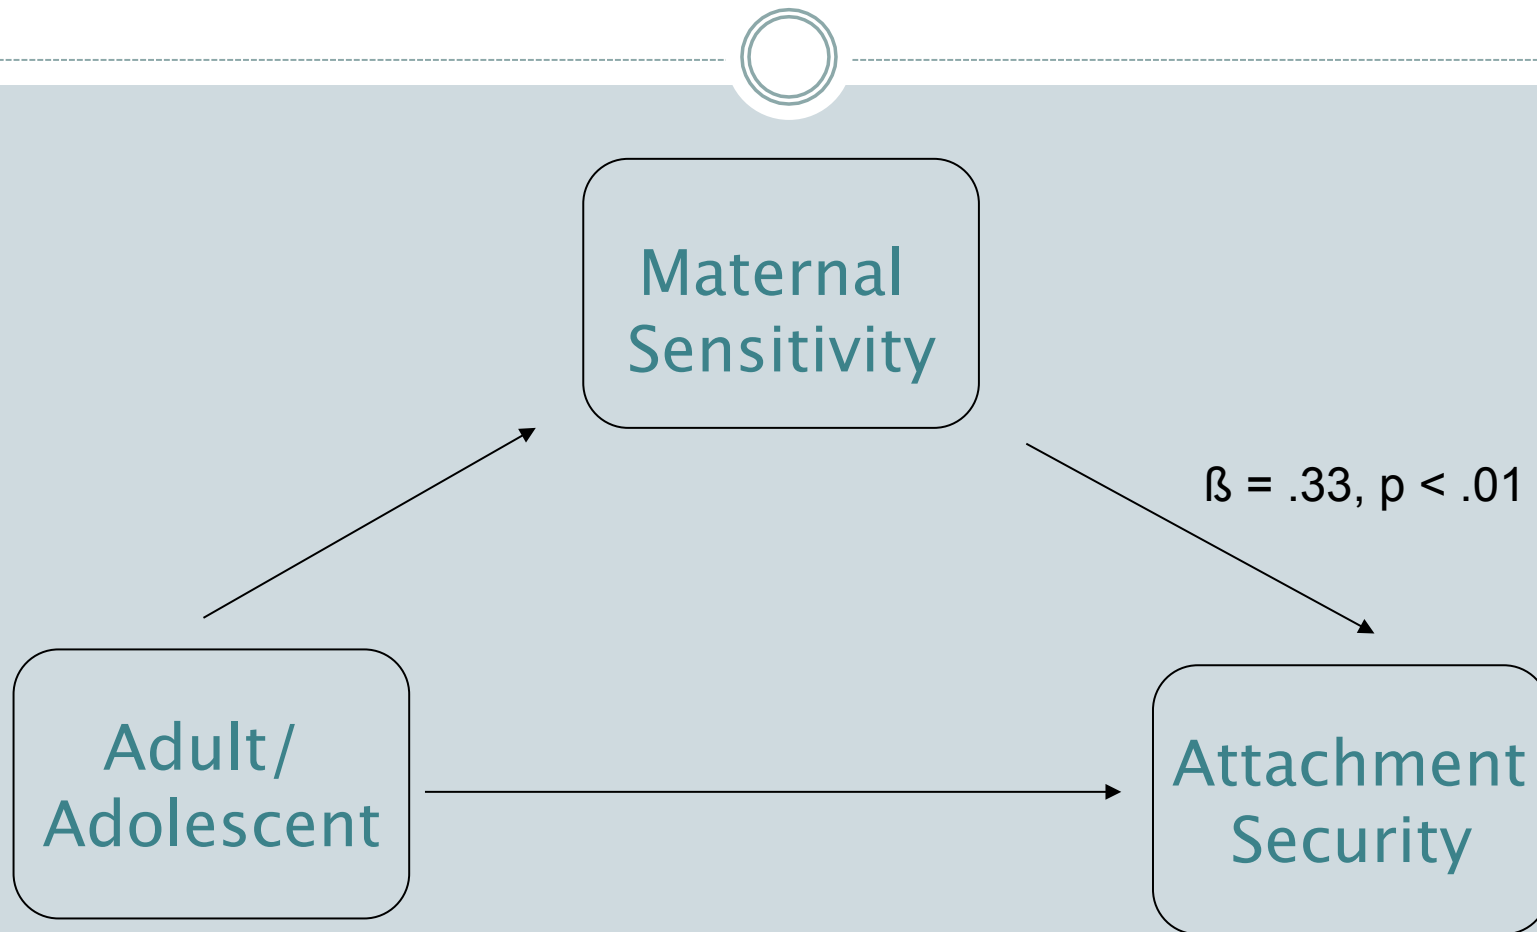 Maternal
Sensitivity
ß = .33, p < .01
Adult/
Adolescent
Attachment
Security